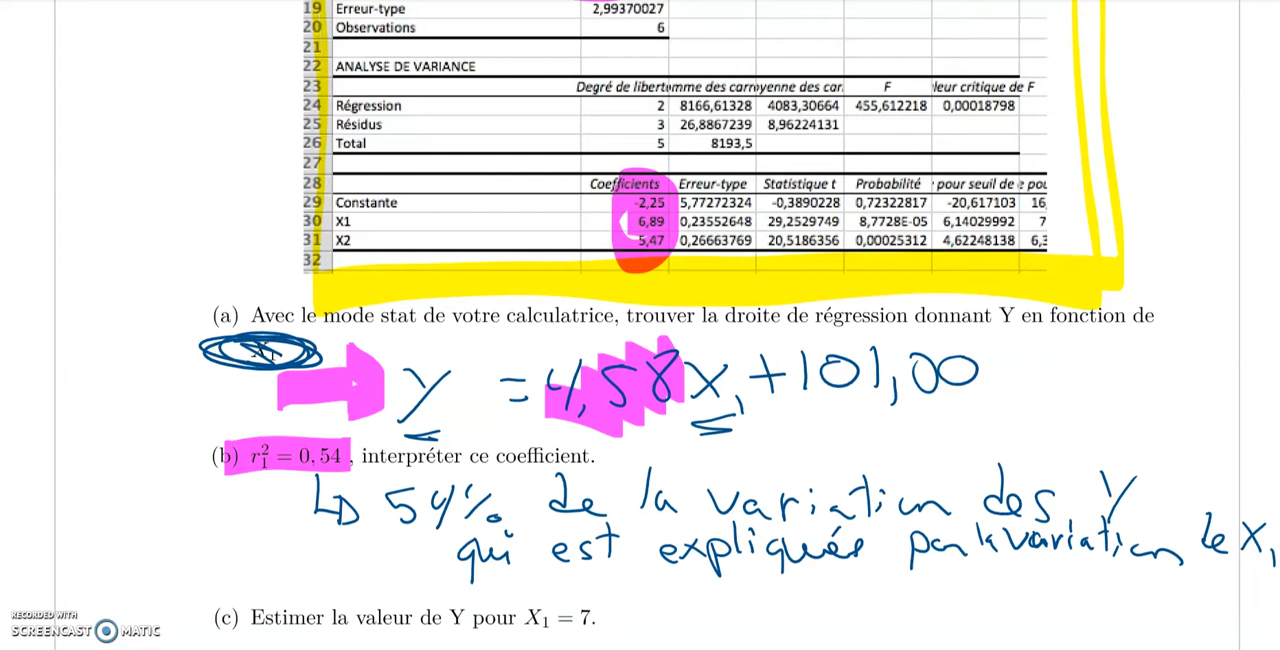 19 Erreur-type 2,99370027
20 Observations 6
21
22 ANALYSE DE VARIANCE
23 Degré de libert mme des carr yenne des car. F leur critique de F
24 Régression 2 8166,61328 4083,30664 455,612218 0,00018798
25 Résidus 3 26,8867239 8,96224131
26 Total 5 8193,5
27
28 Coefficients Erreur-type Statistique t Probabilité pour seuil de pou
29 Constante -2,25 5,77272324 -0,3890228 0,72322817 -20,617103 16,
30 X1 6,89 0,23552648 29,2529749 8,7728E-05 6,14029992 7
31 X2 5,47 0,26663769 20,5186356 0,00025312 4,62248138 6,3
32
(a) Avec le mode stat de votre calculatrice, trouver la droite de régression donnant Y en fonction de
X₁
y = 4,58x₁ + 101,00
(b) r₁² = 0,54 , interpréter ce coefficient.
54% de la variation des Y
qui est expliquées par la variation de X₁
(c) Estimer la valeur de Y pour X₁ = 7.
RECORDED WITH
SCREENCAST MATIC